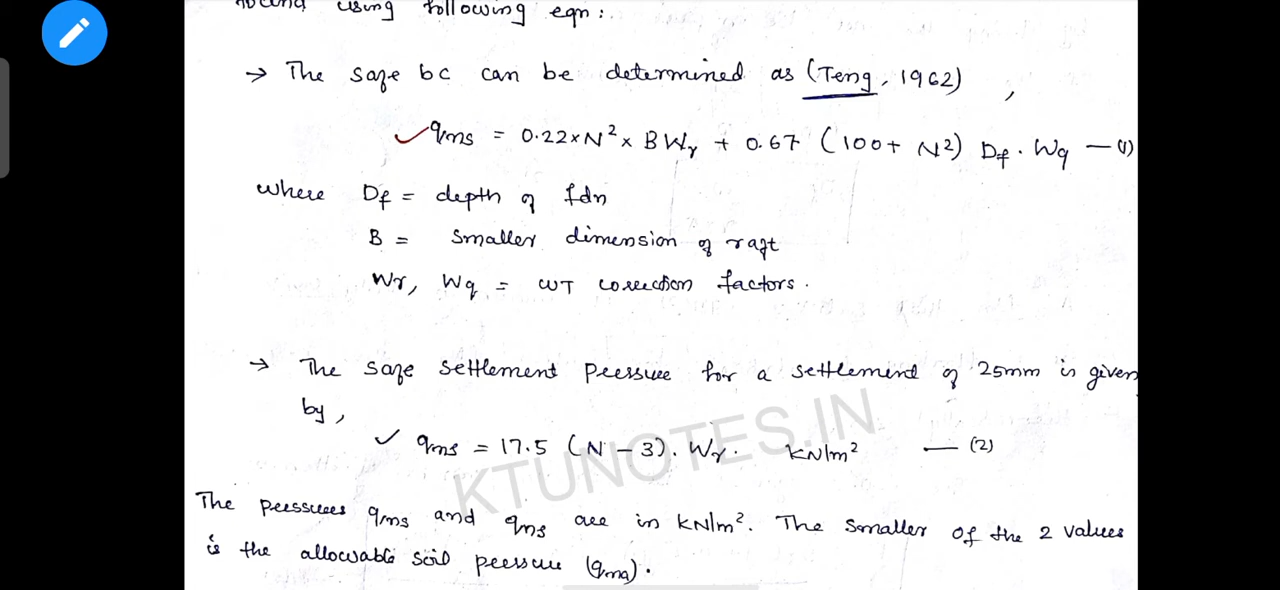 using following eqn:
→ The safe bc can be determined as (Teng, 1962) ,
qns = 0.22×N² × B Wγ + 0.67 (100+ N²) Df . Wq — (1)
where Df = depth of fdn
B = smaller dimension of raft
Wγ, Wq = WT correction factors.
→ The safe settlement pressure for a settlement of 25mm is given
by,
qns = 17.5 (N - 3). Wγ. kN/m² — (2)
KTUNOTES.IN
The pressures qns and qns are in kN/m². The smaller of the 2 values
is the allowable soil pressure (qna).